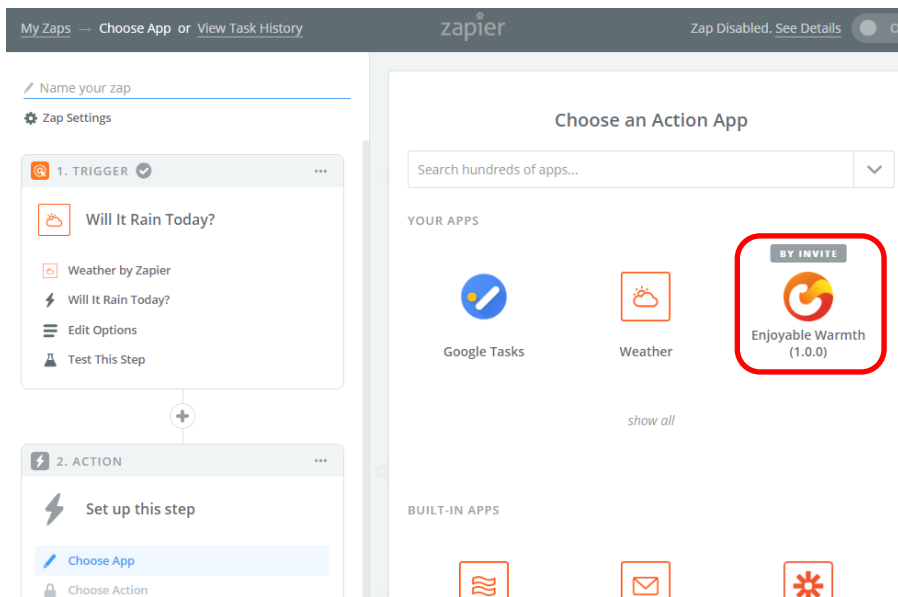 My Zaps → Choose App or View Task History
zapier
Zap Disabled. See Details
Name your zap
Zap Settings
1. TRIGGER
Will It Rain Today?
Weather by Zapier
Will It Rain Today?
Edit Options
Test This Step
2. ACTION
Set up this step
Choose App
Choose Action
Choose an Action App
Search hundreds of apps...
YOUR APPS
Google Tasks
Weather
BY INVITE
Enjoyable Warmth
(1.0.0)
show all
BUILT-IN APPS